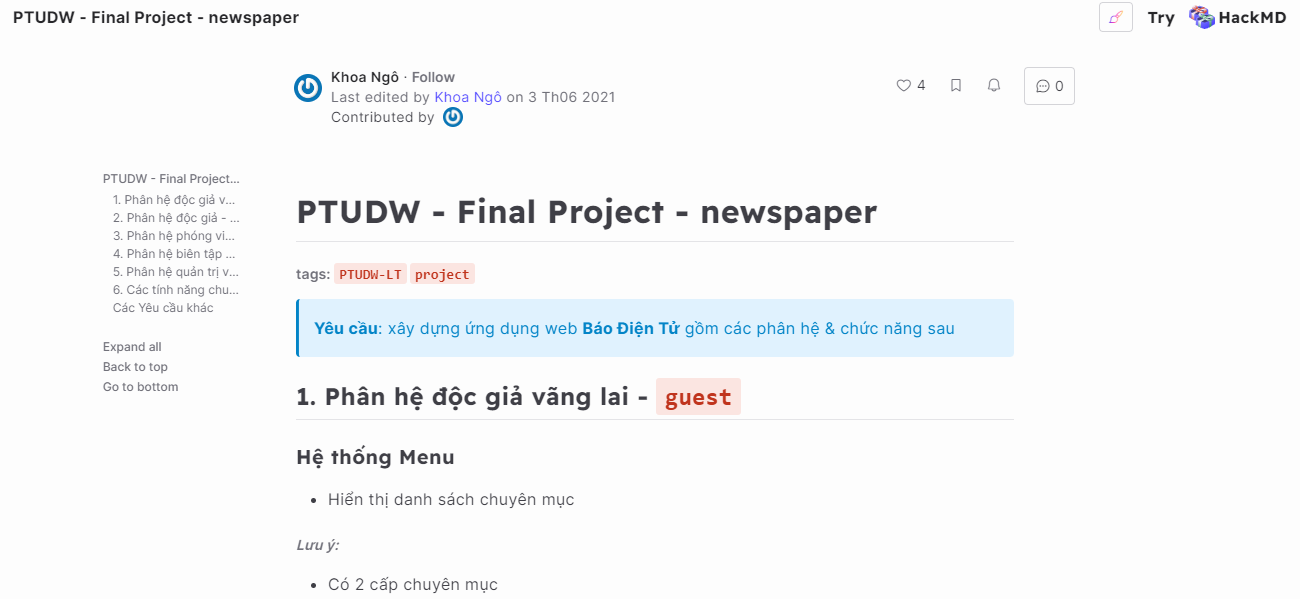 PTUDW - Final Project - newspaper
Try HackMD
Khoa Ngô · Follow
Last edited by Khoa Ngô on 3 Th06 2021
Contributed by
4
0
PTUDW - Final Project...
1. Phân hệ độc giả v...
2. Phân hệ độc giả - ...
3. Phân hệ phóng vi...
4. Phân hệ biên tập ...
5. Phân hệ quản trị v...
6. Các tính năng chu...
Các Yêu cầu khác
Expand all
Back to top
Go to bottom
PTUDW - Final Project - newspaper
tags: PTUDW-LT project
Yêu cầu: xây dựng ứng dụng web Báo Điện Tử gồm các phân hệ & chức năng sau
1. Phân hệ độc giả vãng lai - guest
Hệ thống Menu
• Hiển thị danh sách chuyên mục
Lưu ý:
• Có 2 cấp chuyên mục